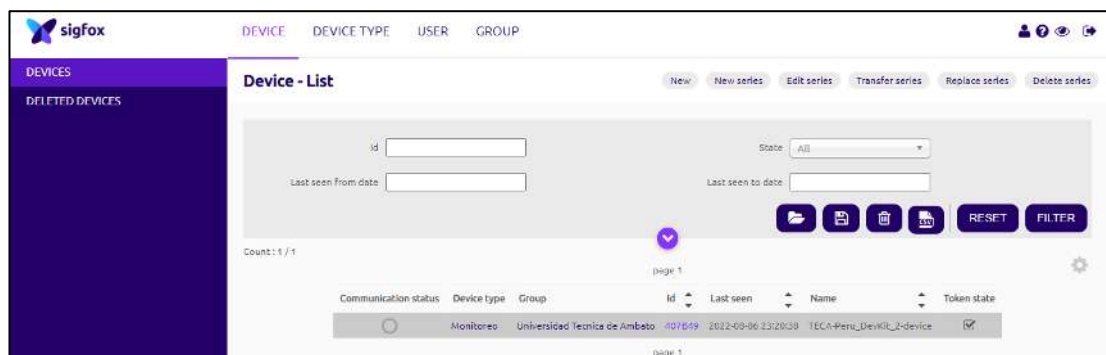 sigfox
DEVICE DEVICE TYPE USER GROUP
DEVICES
DELETED DEVICES
Device - List
New New series Edit series Transfer series Replace series Delete series
Id
State All
Last seen from date
Last seen to date
CSV RESET FILTER
Count : 1 / 1
page 1
Communication status Device type Group Id Last seen Name Token state
Monitoreo Universidad Tecnica de Ambato 407B49 2022-08-06 23:20:38 TECA-Peru_DevKit_2-device
page 1